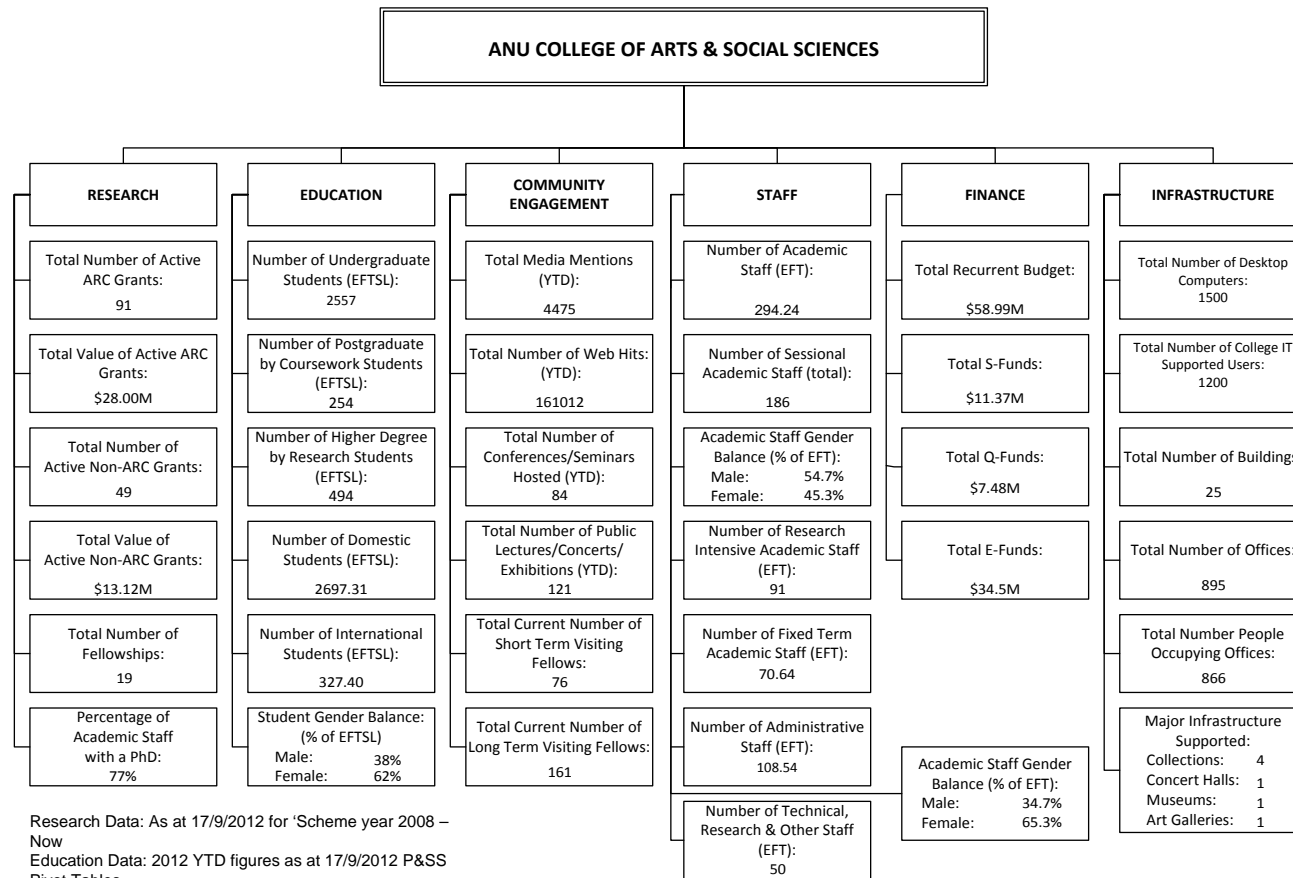 ANU COLLEGE OF ARTS & SOCIAL SCIENCES
RESEARCH
Total Number of Active
ARC Grants:
91
Total Value of Active ARC
Grants:
$28.00M
Total Number of
Active Non-ARC Grants:
49
Total Value of
Active Non-ARC Grants:
$13.12M
Total Number of
Fellowships:
19
Percentage of
Academic Staff
with a PhD:
77%
EDUCATION
Number of Undergraduate
Students (EFTSL):
2557
Number of Postgraduate
by Coursework Students
(EFTSL):
254
Number of Higher Degree
by Research Students
(EFTSL):
494
Number of Domestic
Students (EFTSL):
2697.31
Number of International
Students (EFTSL):
327.40
Student Gender Balance:
(% of EFTSL)
Male: 38%
Female: 62%
COMMUNITY
ENGAGEMENT
Total Media Mentions
(YTD):
4475
Total Number of Web Hits:
(YTD):
161012
Total Number of
Conferences/Seminars
Hosted (YTD):
84
Total Number of Public
Lectures/Concerts/
Exhibitions (YTD):
121
Total Current Number of
Short Term Visiting
Fellows:
76
Total Current Number of
Long Term Visiting Fellows:
161
STAFF
Number of Academic
Staff (EFT):
294.24
Number of Sessional
Academic Staff (total):
186
Academic Staff Gender
Balance (% of EFT):
Male: 54.7%
Female: 45.3%
Number of Research
Intensive Academic Staff
(EFT):
91
Number of Fixed Term
Academic Staff (EFT):
70.64
Number of Administrative
Staff (EFT):
108.54
Number of Technical,
Research & Other Staff
(EFT):
50
FINANCE
Total Recurrent Budget:
$58.99M
Total S-Funds:
$11.37M
Total Q-Funds:
$7.48M
Total E-Funds:
$34.5M
Academic Staff Gender
Balance (% of EFT):
Male: 34.7%
Female: 65.3%
INFRASTRUCTURE
Total Number of Desktop
Computers:
1500
Total Number of College IT
Supported Users:
1200
Total Number of Buildings
25
Total Number of Offices:
895
Total Number People
Occupying Offices:
866
Major Infrastructure
Supported:
Collections: 4
Concert Halls: 1
Museums: 1
Art Galleries: 1
Research Data: As at 17/9/2012 for ‘Scheme year 2008 –
Now
Education Data: 2012 YTD figures as at 17/9/2012 P&SS